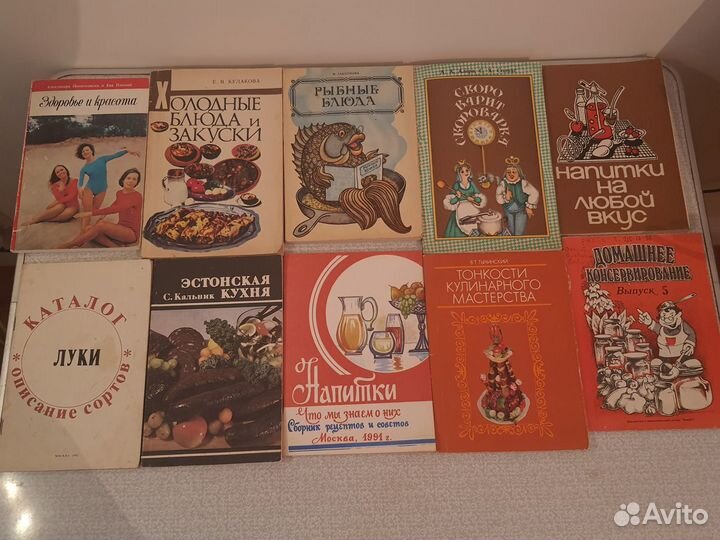 Здоровье и красота
Е. В. КУЛАКОВА
ХОЛОДНЫЕ
БЛЮДА И
ЗАКУСКИ
РЫБНЫЕ
БЛЮДА
СКОРО
ВАРИТ
СКОРОВАРКА
НАПИТКИ
НА
ЛЮБОЙ
ВКУС
КАТАЛОГ
ЛУКИ
* описание сортов *
ЭСТОНСКАЯ
С. Кальвик КУХНЯ
Напитки
Что мы знаем о них
Сборник рецептов и советов
Москва, 1991 г.
ТОНКОСТИ
КУЛИНАРНОГО
МАСТЕРСТВА
ДОМАШНЕЕ
КОНСЕРВИРОВАНИЕ
Выпуск 5
Avito